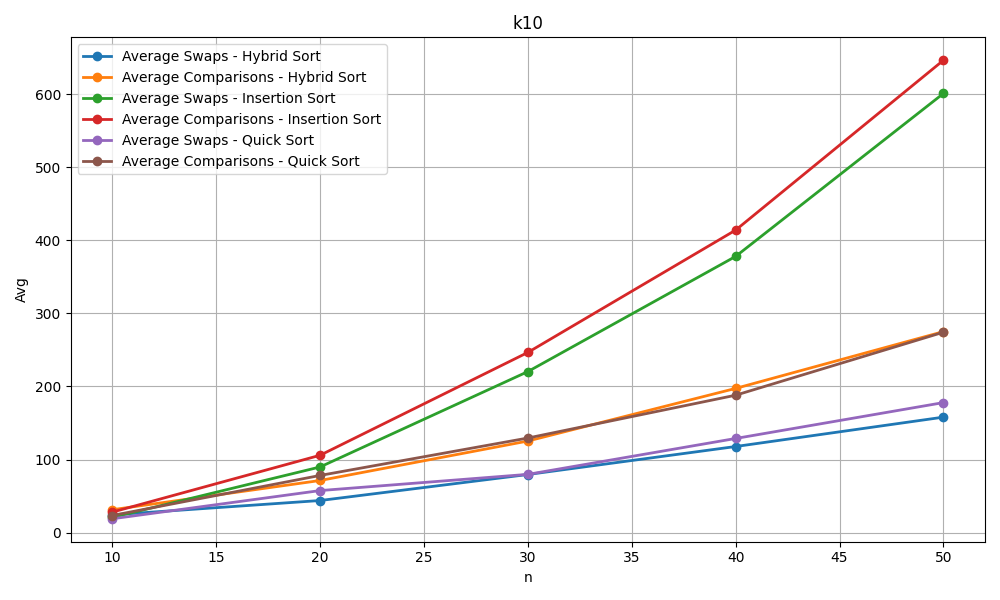 k10
Average Swaps - Hybrid Sort
Average Comparisons - Hybrid Sort
Average Swaps - Insertion Sort
Average Comparisons - Insertion Sort
Average Swaps - Quick Sort
Average Comparisons - Quick Sort
600
500
400
300
200
100
0
Avg
10 15 20 25 30 35 40 45 50
n